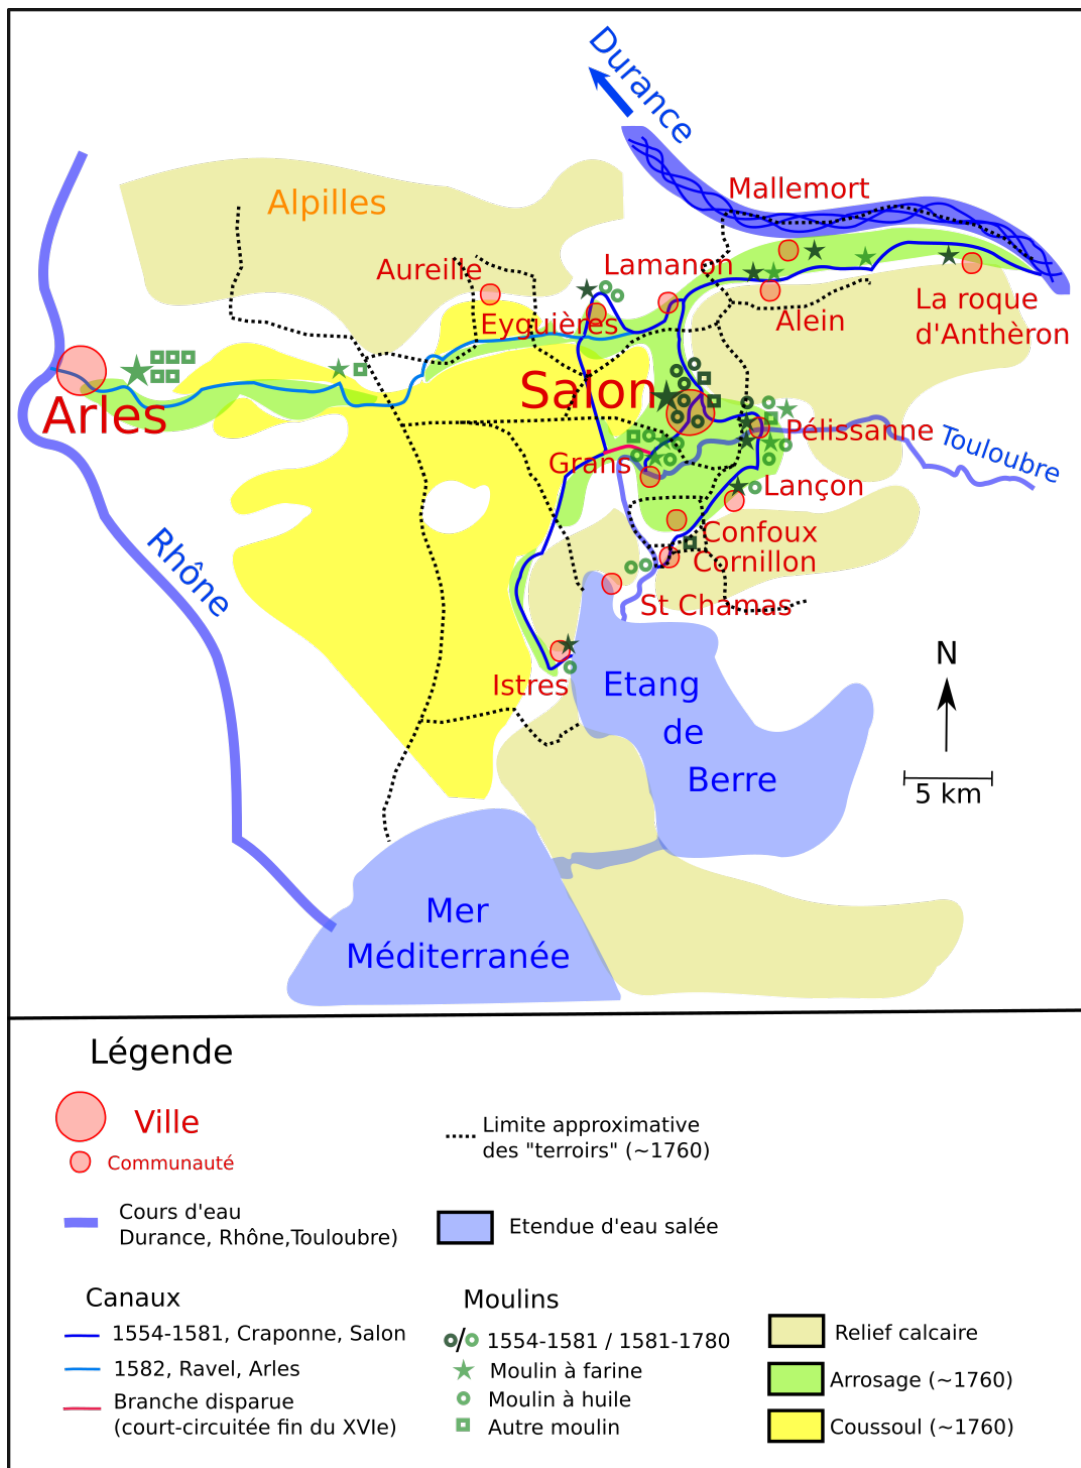 Durance
Mallemort
Alpilles
Aureille
Lamanon
La roque
d'Anthèron
Alein
Eyguières
Salon
Arles
Pélissanne
Touloubre
Grans
Lançon
Confoux
Cornillon
St Chamas
Rhône
Istres
Etang
de
Berre
N
5 km
Mer
Méditerranée
Légende
Ville
Communauté
Limite approximative
des "terroirs" (~1760)
Cours d'eau
Durance, Rhône,Touloubre)
Etendue d'eau salée
Canaux
1554-1581, Craponne, Salon
1582, Ravel, Arles
Branche disparue
(court-circuitée fin du XVIe)
Moulins
/ 1554-1581 / 1581-1780
Moulin à farine
Moulin à huile
Autre moulin
Relief calcaire
Arrosage (~1760)
Coussoul (~1760)